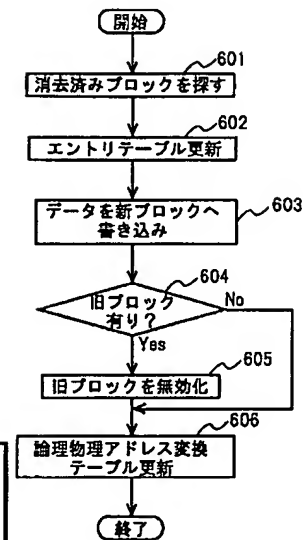 開始
601
消去済みブロックを探す
602
エントリテーブル更新
603
データを新ブロックへ
書き込み
604
旧ブロック
有り?
No
Yes
605
旧ブロックを無効化
606
論理物理アドレス変換
テーブル更新
終了